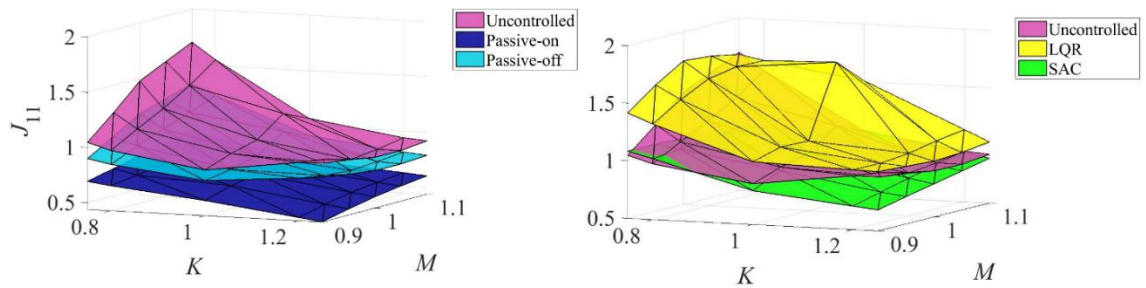 2
1.5
1
0.5
J11
0.8
1
1.2
K
0.9
1
1.1
M
Uncontrolled
Passive-on
Passive-off
2
1.5
1
0.5
0.8
1
1.2
K
0.9
1
1.1
M
Uncontrolled
LQR
SAC